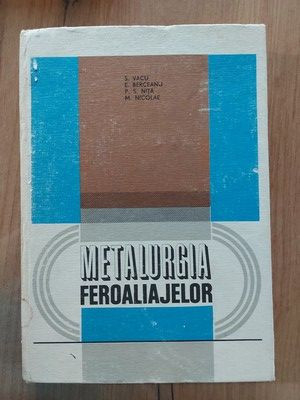 S. VACU
E. BERCEANU
P. S. NIȚĂ
M. NICOLAE
METALURGIA
FEROALIAJELOR